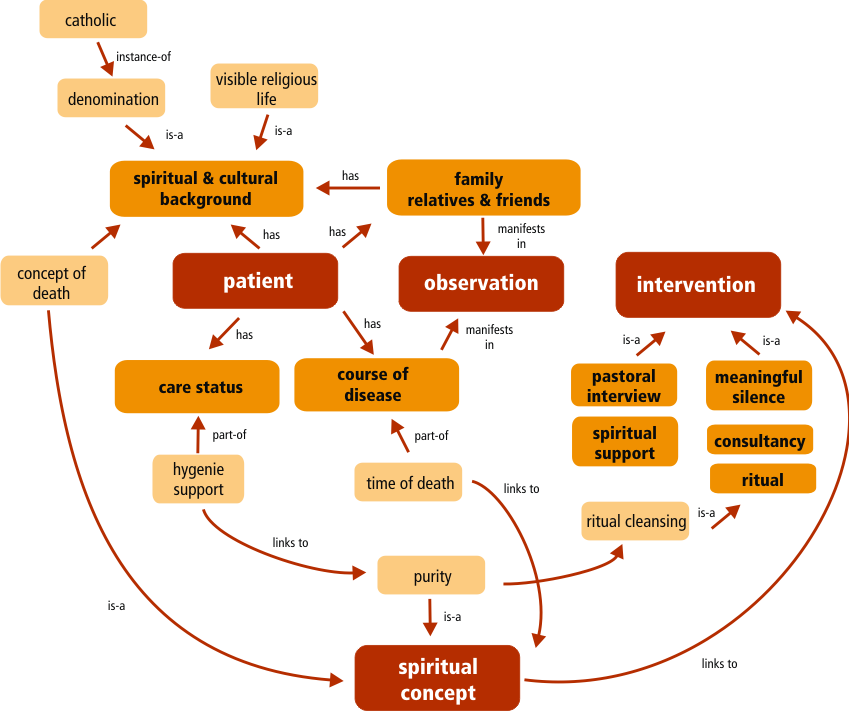 catholic
instance-of
denomination
visible religious
life
is-a
is-a
spiritual & cultural
background
has
family
relatives & friends
has
has
manifests
in
concept of
death
patient
observation
intervention
has
has
manifests
in
is-a
is-a
care status
course of
disease
pastoral
interview
meaningful
silence
part-of
part-of
spiritual
support
consultancy
hygenie
support
time of death
links to
ritual
ritual cleansing
is-a
links to
purity
is-a
is-a
spiritual
concept
links to